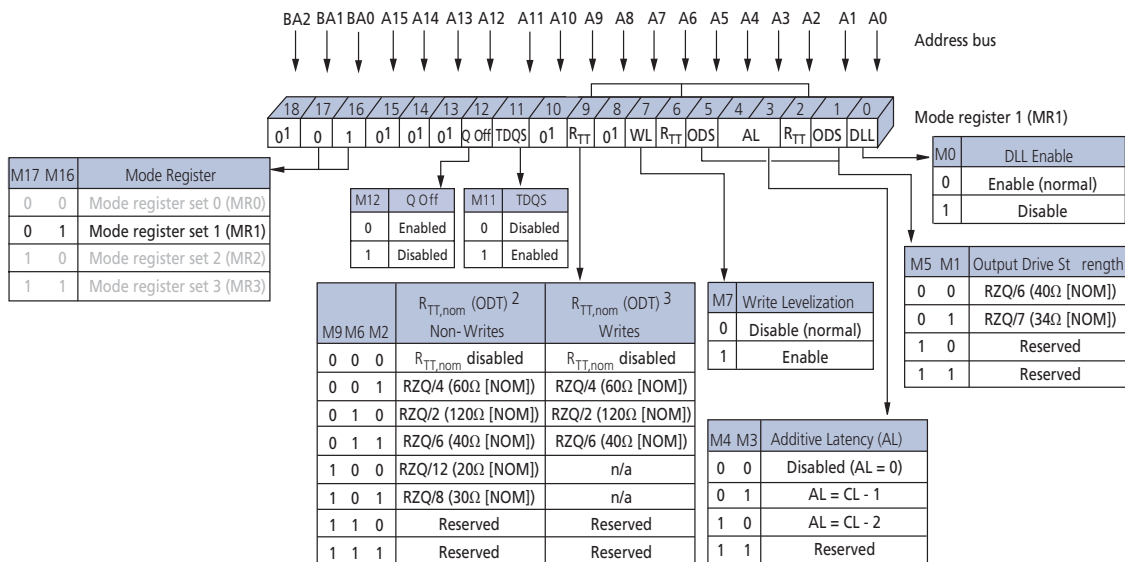 BA2 BA1 BA0 A15 A14 A13 A12 A11 A10 A9 A8 A7 A6 A5 A4 A3 A2 A1 A0
Address bus
18 17 16 15 14 13 12 11 10 9 8 7 6 5 4 3 2 1 0
0¹ 0 1 0¹ 0¹ 0¹ Q Off TDQS 0¹ RTT 0¹ WL RTT ODS AL RTT ODS DLL
Mode register 1 (MR1)
M17 M16 Mode Register
0 0 Mode register set 0 (MR0)
0 1 Mode register set 1 (MR1)
1 0 Mode register set 2 (MR2)
1 1 Mode register set 3 (MR3)
M12 Q Off
0 Enabled
1 Disabled
M11 TDQS
0 Disabled
1 Enabled
M0 DLL Enable
0 Enable (normal)
1 Disable
M5 M1 Output Drive St rength
0 0 RZQ/6 (40Ω [NOM])
0 1 RZQ/7 (34Ω [NOM])
1 0 Reserved
1 1 Reserved
M7 Write Levelization
0 Disable (normal)
1 Enable
RTT,nom (ODT) ² RTT,nom (ODT) ³
M9 M6 M2 Non-Writes Writes
0 0 0 RTT,nom disabled RTT,nom disabled
0 0 1 RZQ/4 (60Ω [NOM]) RZQ/4 (60Ω [NOM])
0 1 0 RZQ/2 (120Ω [NOM]) RZQ/2 (120Ω [NOM])
0 1 1 RZQ/6 (40Ω [NOM]) RZQ/6 (40Ω [NOM])
1 0 0 RZQ/12 (20Ω [NOM]) n/a
1 0 1 RZQ/8 (30Ω [NOM]) n/a
1 1 0 Reserved Reserved
1 1 1 Reserved Reserved
M4 M3 Additive Latency (AL)
0 0 Disabled (AL = 0)
0 1 AL = CL - 1
1 0 AL = CL - 2
1 1 Reserved